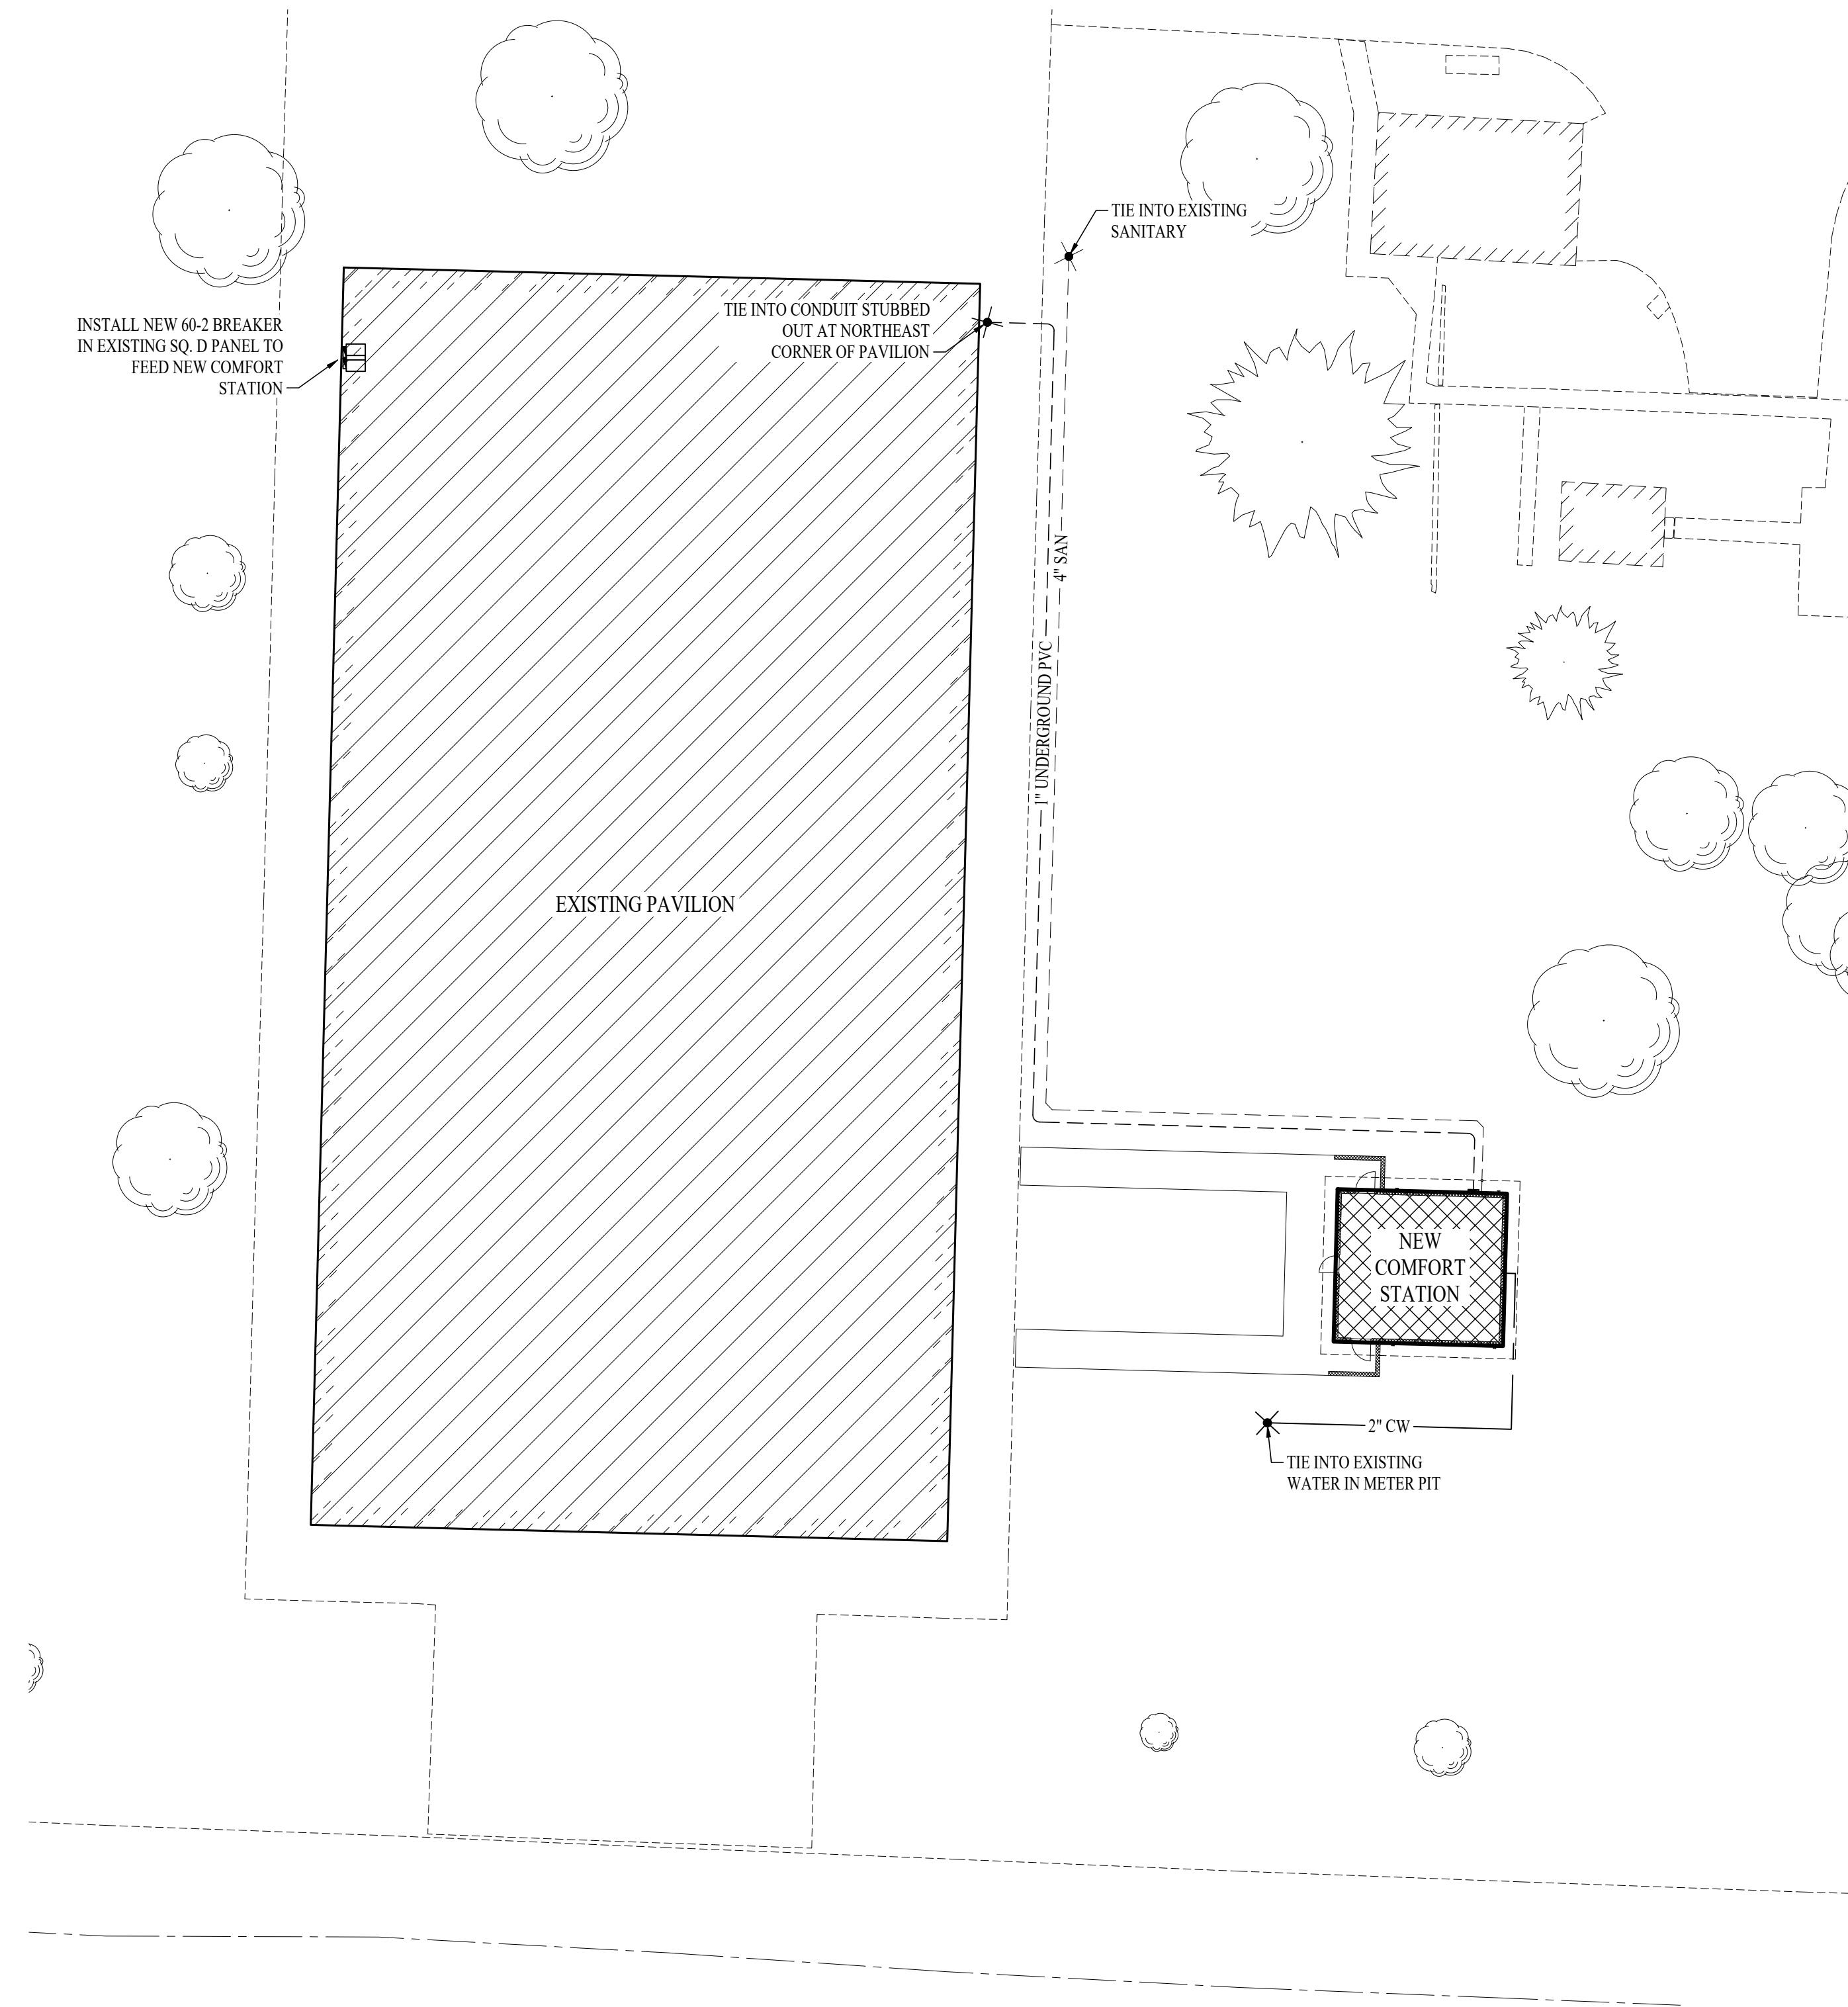 TIE INTO EXISTING
SANITARY
TIE INTO CONDUIT STUBBED
OUT AT NORTHEAST
CORNER OF PAVILION
INSTALL NEW 60-2 BREAKER
IN EXISTING SQ. D PANEL TO
FEED NEW COMFORT
STATION
4" SAN
1" UNDERGROUND PVC
EXISTING PAVILION
NEW
COMFORT
STATION
2" CW
TIE INTO EXISTING
WATER IN METER PIT